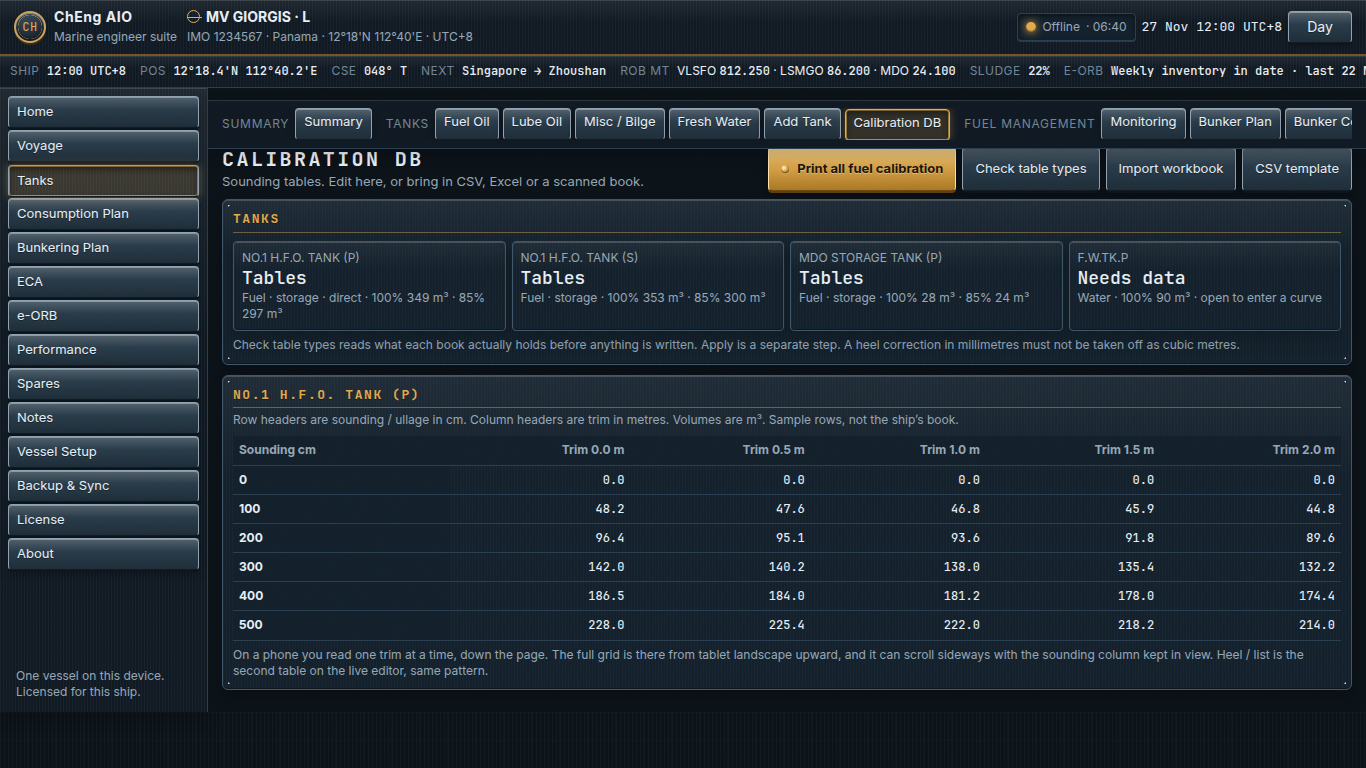 CH
ChEng AIO
Marine engineer suite
MV GIORGIS · L
IMO 1234567 · Panama · 12°18'N 112°40'E · UTC+8
Offline · 06:40
27 Nov 12:00 UTC+8
Day
SHIP 12:00 UTC+8 POS 12°18.4'N 112°40.2'E CSE 048° T NEXT Singapore → Zhoushan ROB MT VLSFO 812.250 · LSMGO 86.200 · MDO 24.100 SLUDGE 22% E-ORB Weekly inventory in date · last 22
Home
Voyage
Tanks
Consumption Plan
Bunkering Plan
ECA
e-ORB
Performance
Spares
Notes
Vessel Setup
Backup & Sync
License
About
One vessel on this device.
Licensed for this ship.
SUMMARY Summary TANKS Fuel Oil Lube Oil Misc / Bilge Fresh Water Add Tank Calibration DB FUEL MANAGEMENT Monitoring Bunker Plan Bunker
CALIBRATION DB
Sounding tables. Edit here, or bring in CSV, Excel or a scanned book.
Print all fuel calibration
Check table types
Import workbook
CSV template
TANKS
NO.1 H.F.O. TANK (P)
Tables
Fuel · storage · direct · 100% 349 m³ · 85%
297 m³
NO.1 H.F.O. TANK (S)
Tables
Fuel · storage · 100% 353 m³ · 85% 300 m³
MDO STORAGE TANK (P)
Tables
Fuel · storage · 100% 28 m³ · 85% 24 m³
F.W.TK.P
Needs data
Water · 100% 90 m³ · open to enter a curve
Check table types reads what each book actually holds before anything is written. Apply is a separate step. A heel correction in millimetres must not be taken off as cubic metres.
NO.1 H.F.O. TANK (P)
Row headers are sounding / ullage in cm. Column headers are trim in metres. Volumes are m³. Sample rows, not the ship's book.
Sounding cm Trim 0.0 m Trim 0.5 m Trim 1.0 m Trim 1.5 m Trim 2.0 m
0 0.0 0.0 0.0 0.0 0.0
100 48.2 47.6 46.8 45.9 44.8
200 96.4 95.1 93.6 91.8 89.6
300 142.0 140.2 138.0 135.4 132.2
400 186.5 184.0 181.2 178.0 174.4
500 228.0 225.4 222.0 218.2 214.0
On a phone you read one trim at a time, down the page. The full grid is there from tablet landscape upward, and it can scroll sideways with the sounding column kept in view. Heel / list is the
second table on the live editor, same pattern.